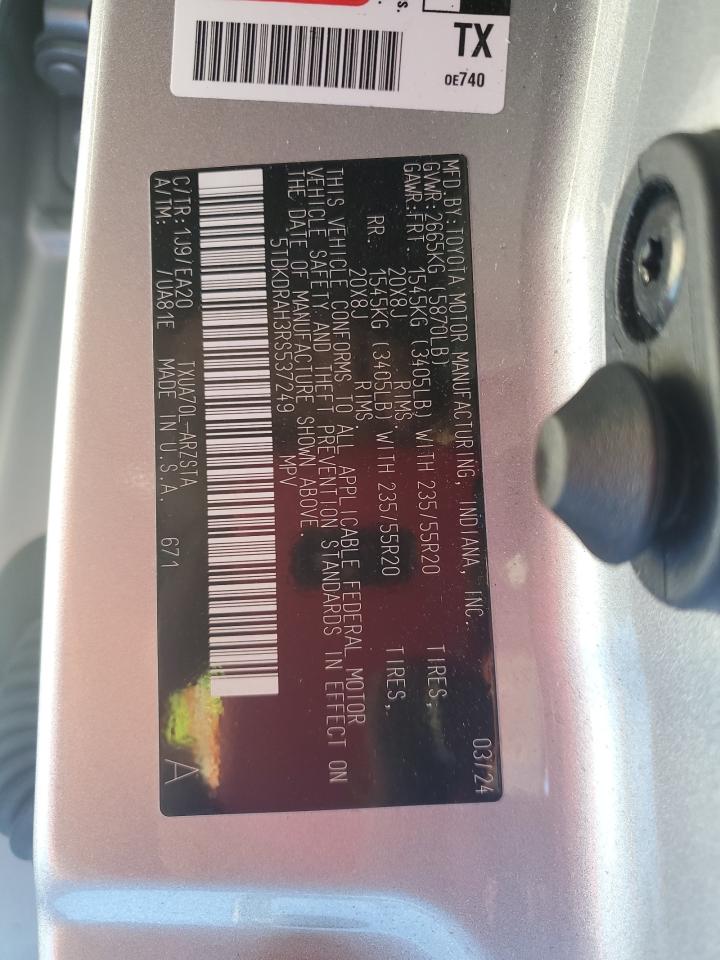 TX
OE740
MFD. BY: TOYOTA MOTOR MANUFACTURING, INDIANA, INC. 03/24
GVWR: 2665KG (5870LB)
GAWR: FRT 1545KG (3405LB) WITH 235/55R20 TIRES,
20X8J RIMS.
RR. 1545KG (3405LB) WITH 235/55R20 TIRES,
20X8J RIMS.
THIS VEHICLE CONFORMS TO ALL APPLICABLE FEDERAL MOTOR
VEHICLE SAFETY AND THEFT PREVENTION STANDARDS IN EFFECT ON
THE DATE OF MANUFACTURE SHOWN ABOVE.
5TDKDRAH3RS537249 MPV
C/TR: 1J9/EA20 TXUA70L-ARZSTA
A/TM: /UA81E MADE IN U.S.A. 671 A